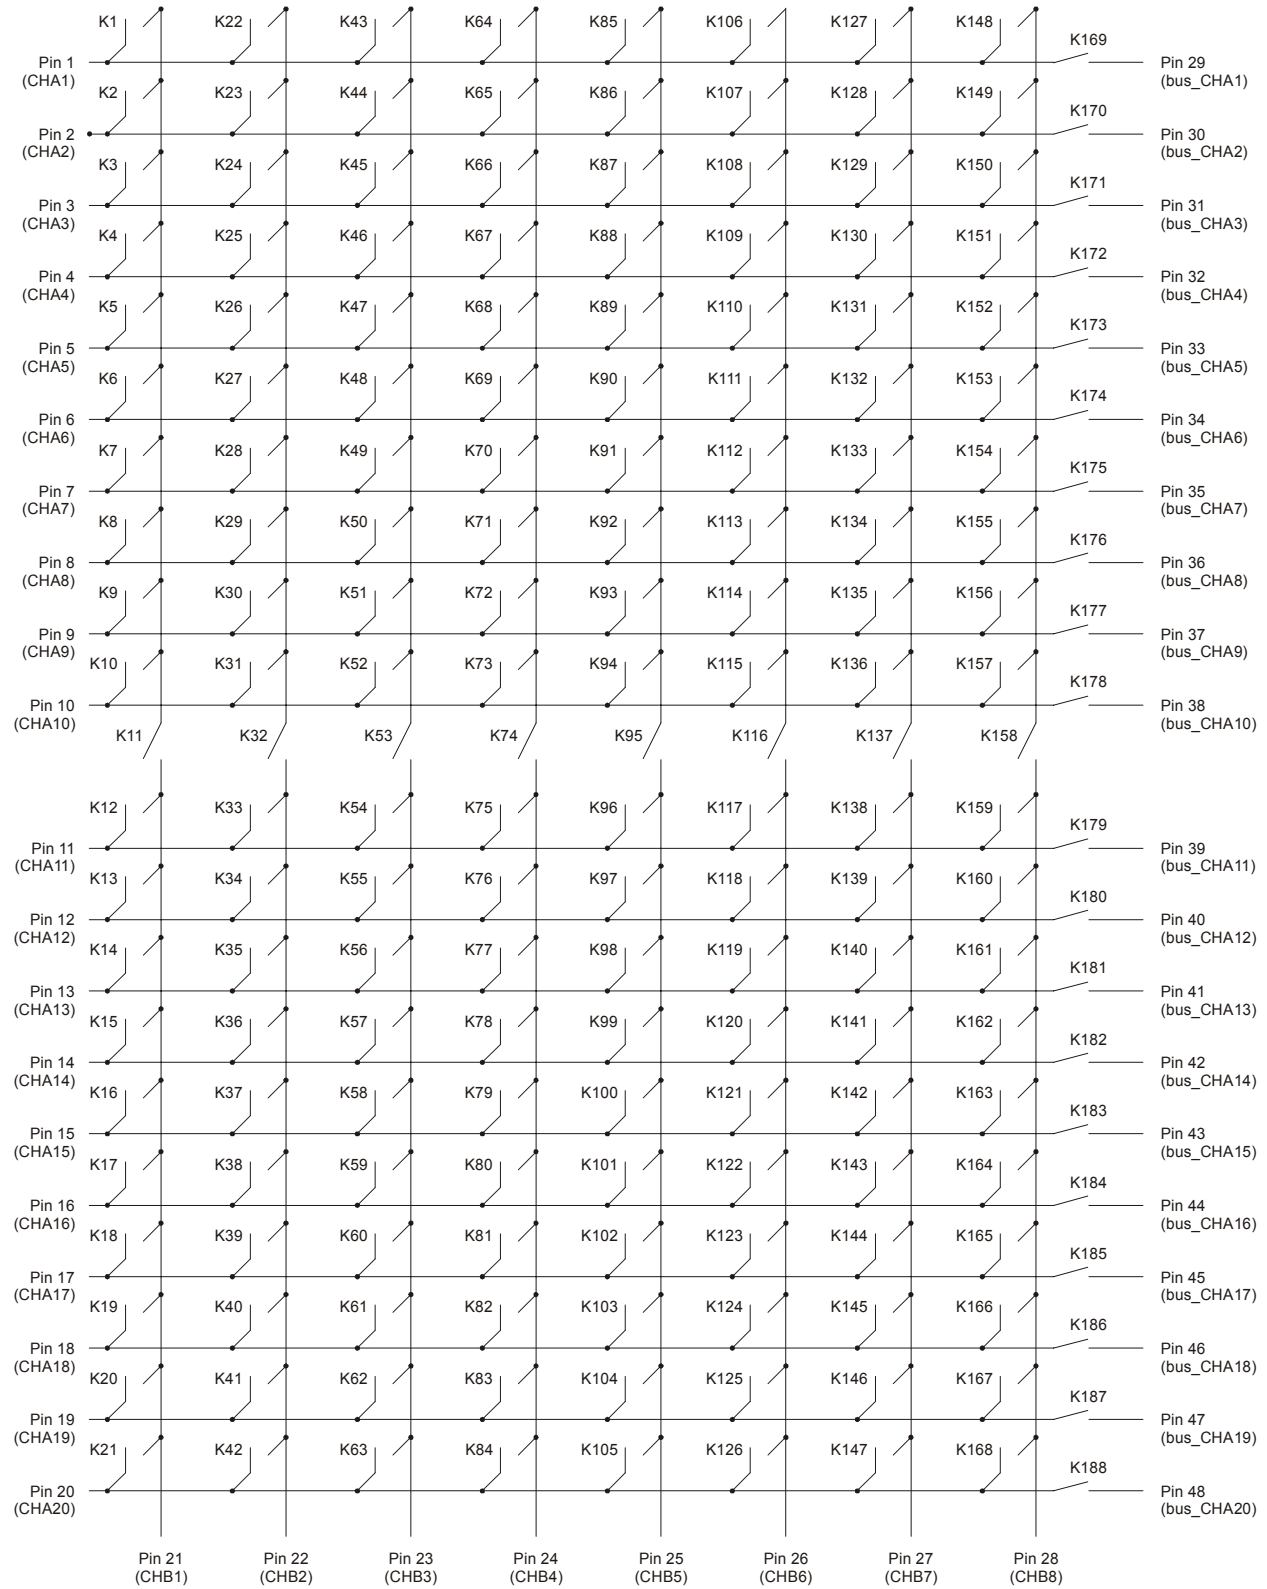 K1 K22 K43 K64 K85 K106 K127 K148
K169
Pin 1 Pin 29
(CHA1) (bus_CHA1)
K2 K23 K44 K65 K86 K107 K128 K149
K170
Pin 2 Pin 30
(CHA2) (bus_CHA2)
K3 K24 K45 K66 K87 K108 K129 K150
K171
Pin 3 Pin 31
(CHA3) (bus_CHA3)
K4 K25 K46 K67 K88 K109 K130 K151
K172
Pin 4 Pin 32
(CHA4) (bus_CHA4)
K5 K26 K47 K68 K89 K110 K131 K152
K173
Pin 5 Pin 33
(CHA5) (bus_CHA5)
K6 K27 K48 K69 K90 K111 K132 K153
K174
Pin 6 Pin 34
(CHA6) (bus_CHA6)
K7 K28 K49 K70 K91 K112 K133 K154
K175
Pin 7 Pin 35
(CHA7) (bus_CHA7)
K8 K29 K50 K71 K92 K113 K134 K155
K176
Pin 8 Pin 36
(CHA8) (bus_CHA8)
K9 K30 K51 K72 K93 K114 K135 K156
K177
Pin 9 Pin 37
(CHA9) (bus_CHA9)
K10 K31 K52 K73 K94 K115 K136 K157
K178
Pin 10 Pin 38
(CHA10) (bus_CHA10)
K11 K32 K53 K74 K95 K116 K137 K158
K12 K33 K54 K75 K96 K117 K138 K159
K179
Pin 11 Pin 39
(CHA11) (bus_CHA11)
K13 K34 K55 K76 K97 K118 K139 K160
K180
Pin 12 Pin 40
(CHA12) (bus_CHA12)
K14 K35 K56 K77 K98 K119 K140 K161
K181
Pin 13 Pin 41
(CHA13) (bus_CHA13)
K15 K36 K57 K78 K99 K120 K141 K162
K182
Pin 14 Pin 42
(CHA14) (bus_CHA14)
K16 K37 K58 K79 K100 K121 K142 K163
K183
Pin 15 Pin 43
(CHA15) (bus_CHA15)
K17 K38 K59 K80 K101 K122 K143 K164
K184
Pin 16 Pin 44
(CHA16) (bus_CHA16)
K18 K39 K60 K81 K102 K123 K144 K165
K185
Pin 17 Pin 45
(CHA17) (bus_CHA17)
K19 K40 K61 K82 K103 K124 K145 K166
K186
Pin 18 Pin 46
(CHA18) (bus_CHA18)
K20 K41 K62 K83 K104 K125 K146 K167
K187
Pin 19 Pin 47
(CHA19) (bus_CHA19)
K21 K42 K63 K84 K105 K126 K147 K168
K188
Pin 20 Pin 48
(CHA20) (bus_CHA20)
Pin 21 Pin 22 Pin 23 Pin 24 Pin 25 Pin 26 Pin 27 Pin 28
(CHB1) (CHB2) (CHB3) (CHB4) (CHB5) (CHB6) (CHB7) (CHB8)